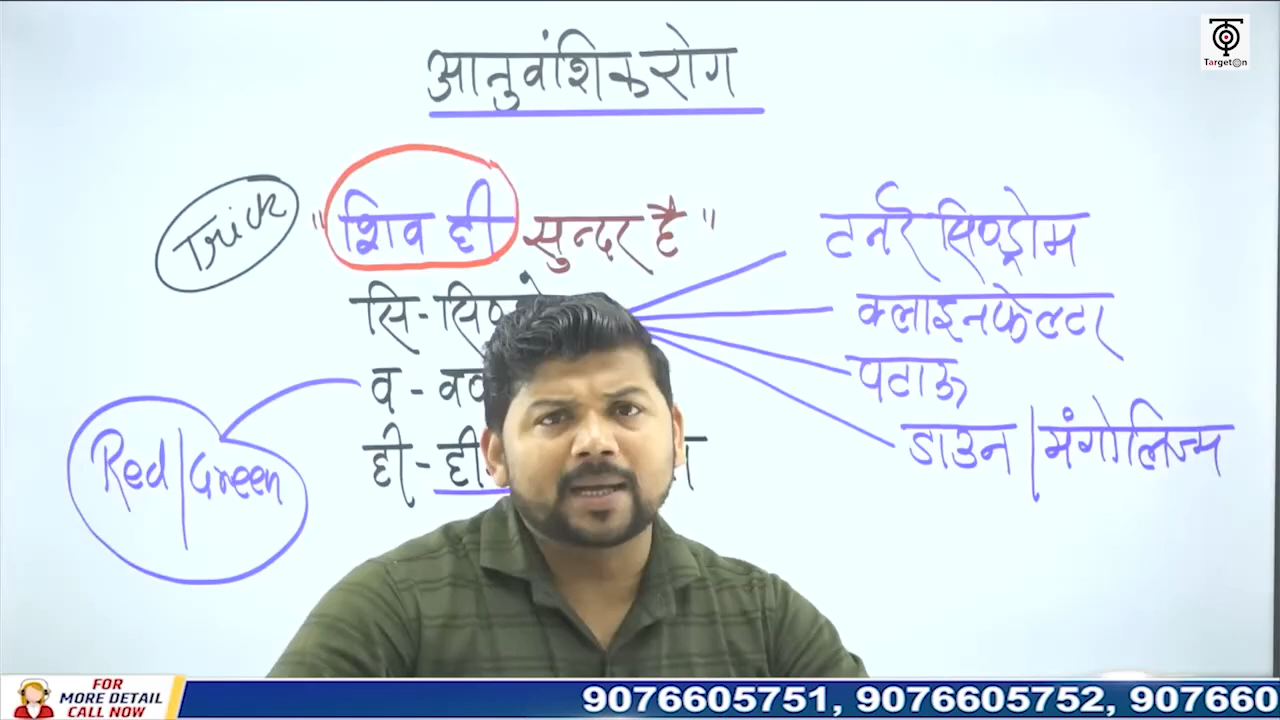 आनुवंशिक रोग
Trick "शिव ही सुन्दर है"
सि-
व-
ही-
Red/Green
टर्नर सिण्ड्रोम
क्लाइनफेल्टर
पटाऊ
डाउन/मंगोलिज्म
TargetOn
FOR
MORE DETAIL
CALL NOW
9076605751, 9076605752, 907660